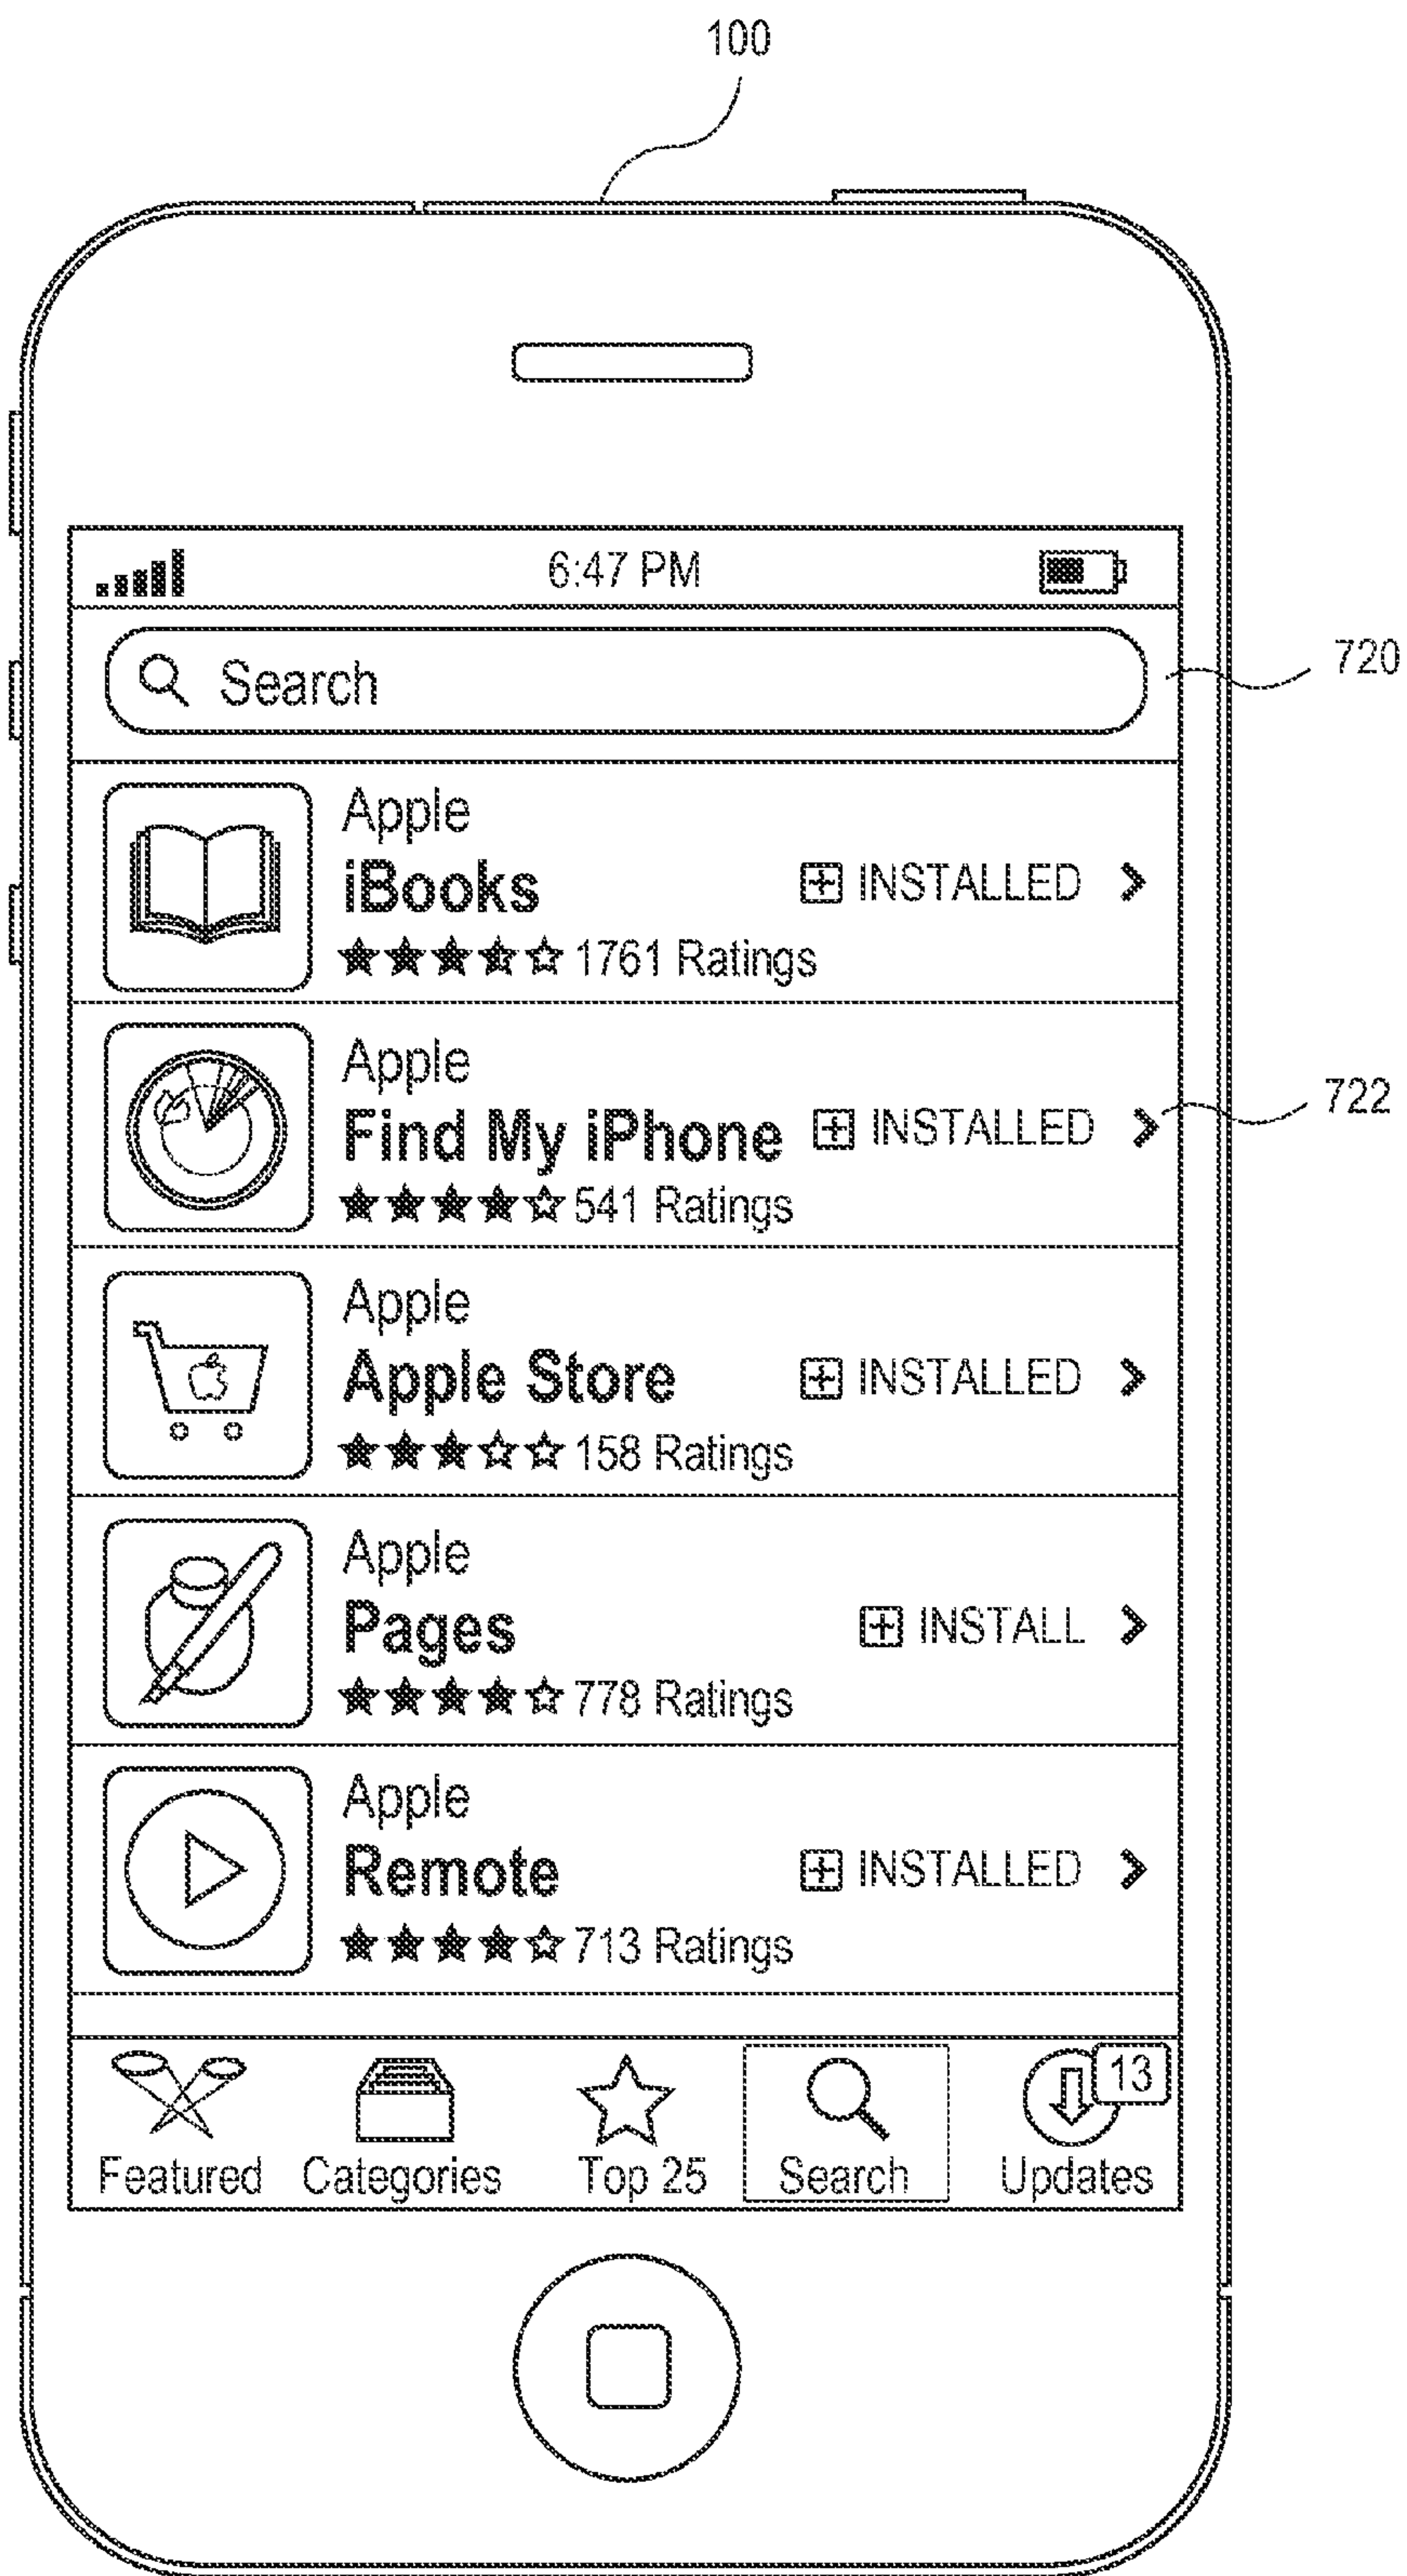 100
6:47 PM
Search
720
Apple
iBooks
INSTALLED
1761 Ratings
Apple
Find My iPhone
INSTALLED
722
541 Ratings
Apple
Apple Store
INSTALLED
158 Ratings
Apple
Pages
INSTALL
778 Ratings
Apple
Remote
INSTALLED
713 Ratings
13
Featured Categories Top 25 Search Updates